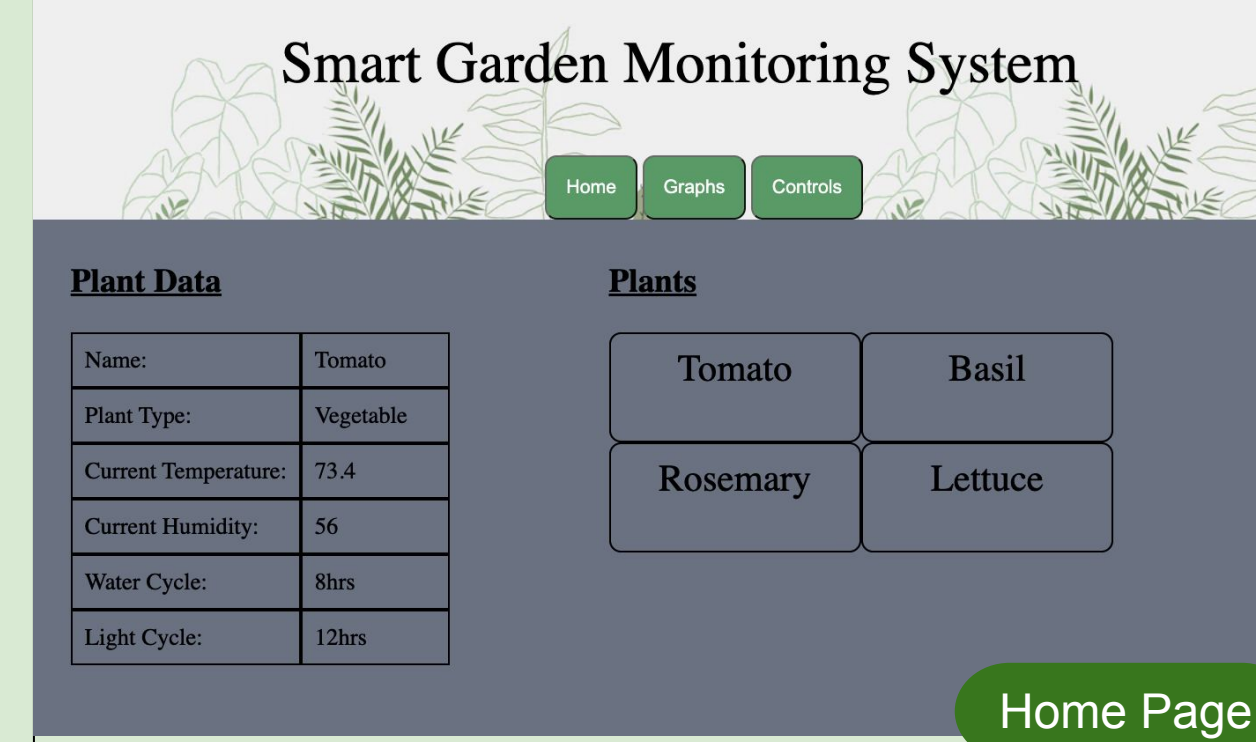 Smart Garden Monitoring System
Home Graphs Controls
Plant Data
Name: Tomato
Plant Type: Vegetable
Current Temperature: 73.4
Current Humidity: 56
Water Cycle: 8hrs
Light Cycle: 12hrs
Plants
Tomato Basil
Rosemary Lettuce
Home Page